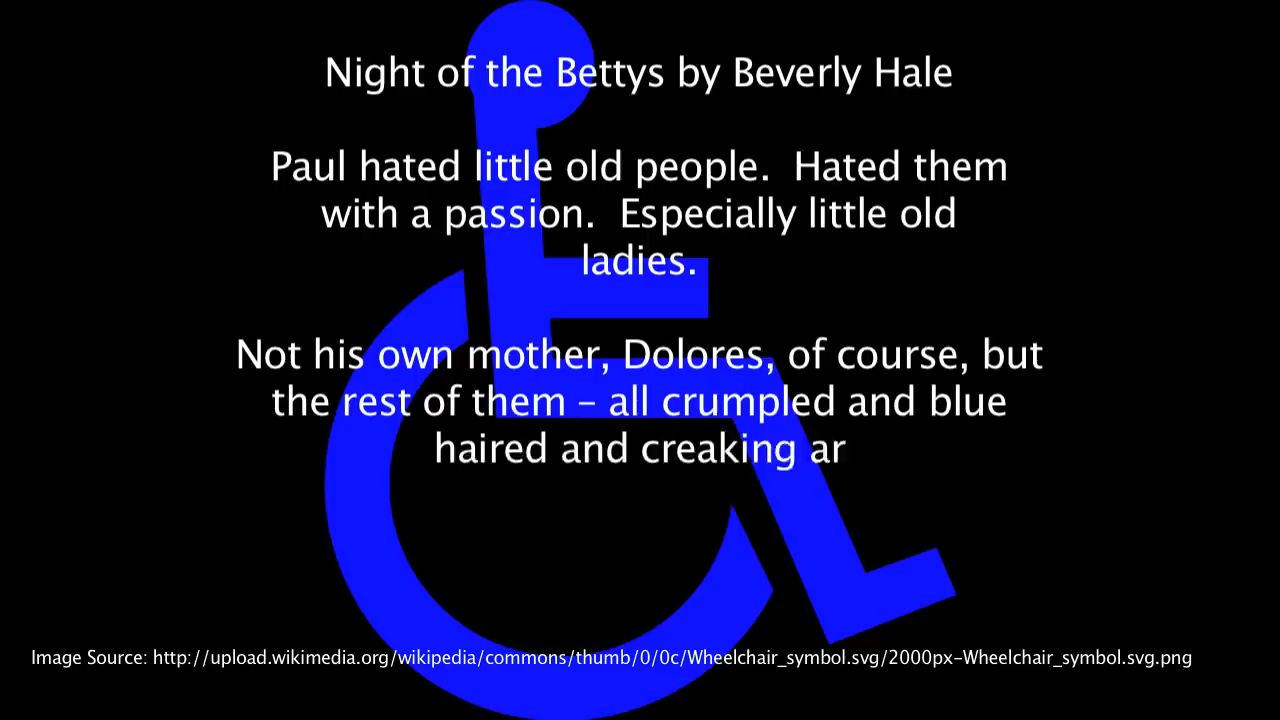 Night of the Bettys by Beverly Hale
Paul hated little old people.  Hated them
with a passion.  Especially little old
ladies.
Not his own mother, Dolores, of course, but
the rest of them – all crumpled and blue
haired and creaking ar
Image Source: http://upload.wikimedia.org/wikipedia/commons/thumb/0/0c/Wheelchair_symbol.svg/2000px-Wheelchair_symbol.svg.png